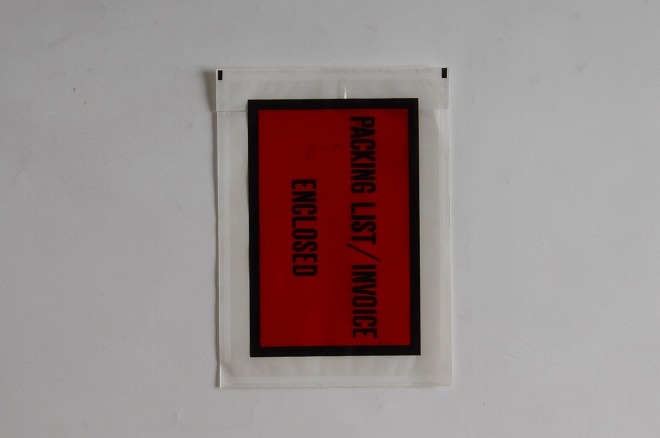 PACKING LIST/INVOICE
ENCLOSED